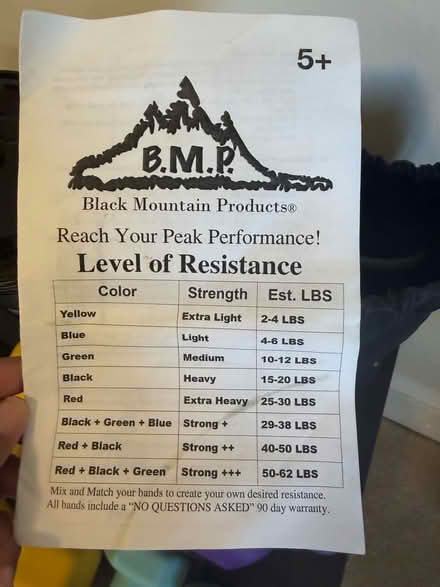 5+
B.M.P.
Black Mountain Products®
Reach Your Peak Performance!
Level of Resistance
Color Strength Est. LBS
Yellow Extra Light 2-4 LBS
Blue Light 4-6 LBS
Green Medium 10-12 LBS
Black Heavy 15-20 LBS
Red Extra Heavy 25-30 LBS
Black + Green + Blue Strong + 29-38 LBS
Red + Black Strong ++ 40-50 LBS
Red + Black + Green Strong +++ 50-62 LBS
Mix and Match your bands to create your own desired resistance.
All bands include a “NO QUESTIONS ASKED” 90 day warranty.